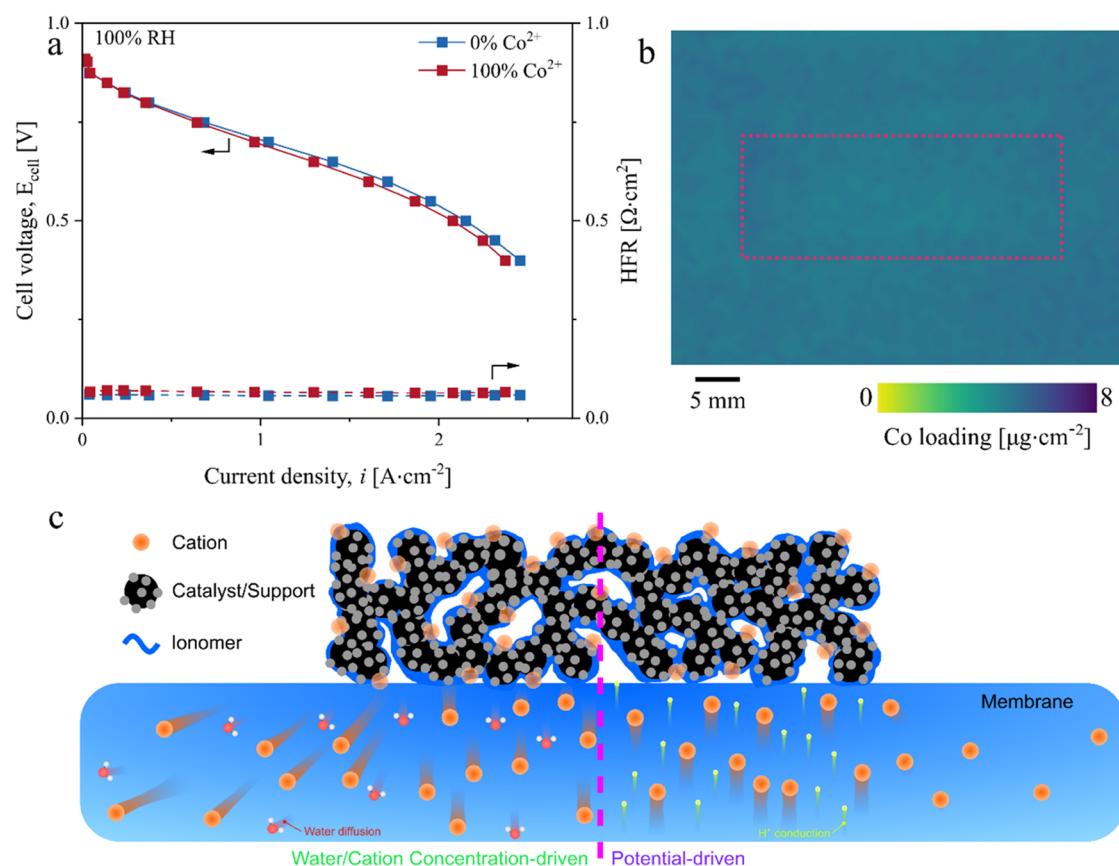 a
100% RH
0% Co²⁺
100% Co²⁺
1.0
0.5
0.0
1.0
0.5
0.0
Cell voltage, E_cell [V]
HFR [Ω·cm²]
0
1
2
Current density, i [A·cm⁻²]
b
5 mm
0
8
Co loading [μg·cm⁻²]
c
Cation
Catalyst/Support
Ionomer
Membrane
Water diffusion
H⁺ conduction
Water/Cation Concentration-driven
Potential-driven